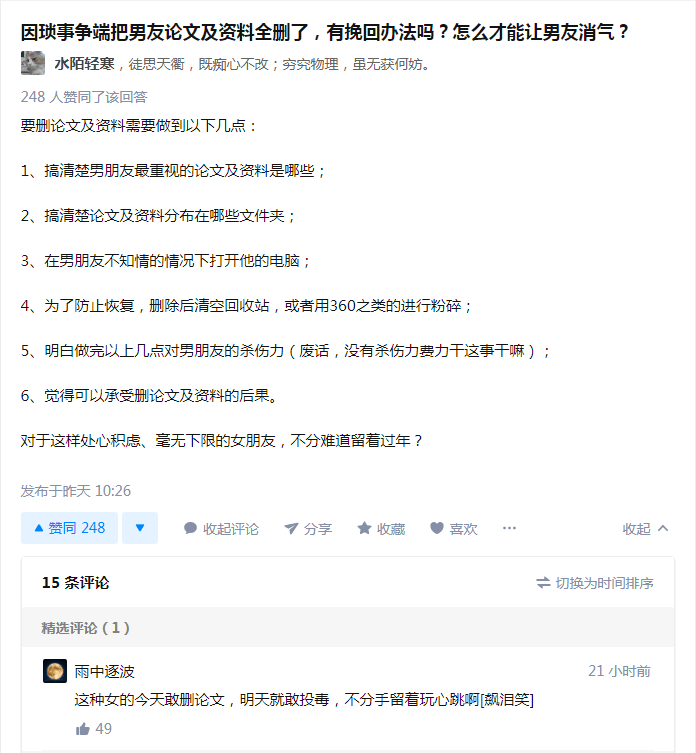 因琐事争端把男友论文及资料全删了，有挽回办法吗？怎么才能让男友消气？
水陌轻寒，徒思天衢，既痴心不改；穷究物理，虽无获何妨。
248 人赞同了该回答
要删论文及资料需要做到以下几点：
1、搞清楚男朋友最重视的论文及资料是哪些；
2、搞清楚论文及资料分布在哪些文件夹；
3、在男朋友不知情的情况下打开他的电脑；
4、为了防止恢复，删除后清空回收站，或者用360之类的进行粉碎；
5、明白做完以上几点对男朋友的杀伤力（废话，没有杀伤力费力干这事干嘛）；
6、觉得可以承受删论文及资料的后果。
对于这样处心积虑、毫无下限的女朋友，不分难道留着过年？
发布于昨天 10:26
赞同 248 收起评论 分享 收藏 喜欢 ··· 收起
15 条评论 切换为时间排序
精选评论（1）
雨中逐波 21 小时前
这种女的今天敢删论文，明天就敢投毒，不分手留着玩心跳啊[飙泪笑]
49